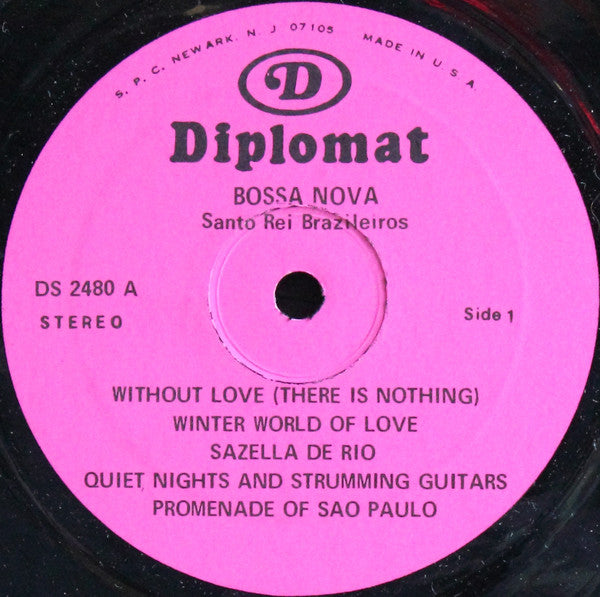 S. P. C. NEWARK. N. J 07105 MADE IN U. S. A.
D
Diplomat
BOSSA NOVA
Santo Rei Brazileiros
DS 2480 A
STEREO
Side 1
WITHOUT LOVE (THERE IS NOTHING)
WINTER WORLD OF LOVE
SAZELLA DE RIO
QUIET NIGHTS AND STRUMMING GUITARS
PROMENADE OF SAO PAULO